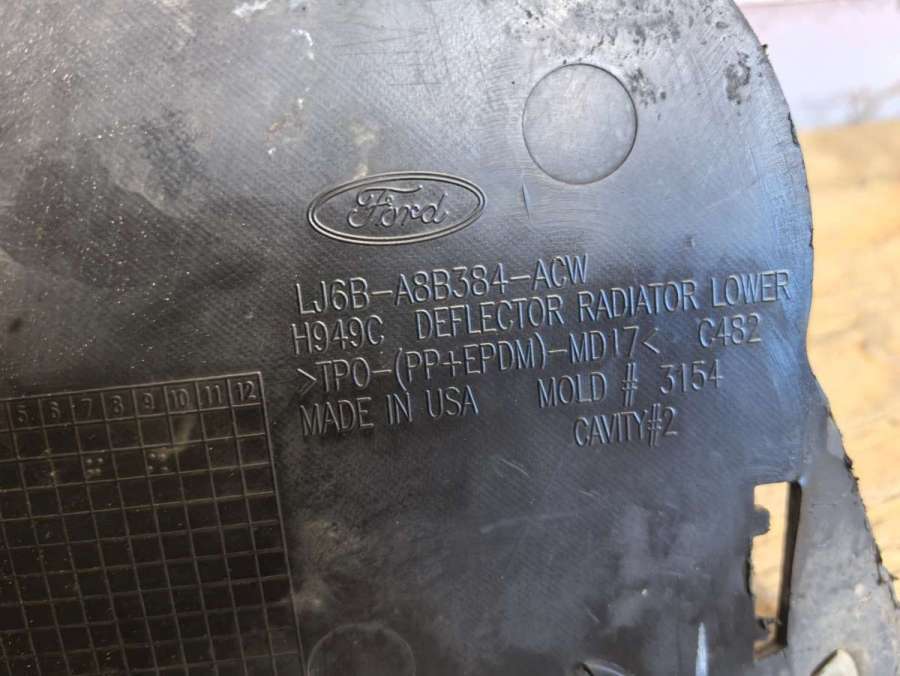 Ford
LJ6B-A8B384-ACW
H949C DEFLECTOR RADIATOR LOWER
>TPO-(PP+EPDM)-MD17< C482
MADE IN USA MOLD # 3154
CAVITY#2
5 6 7 8 9 10 11 12